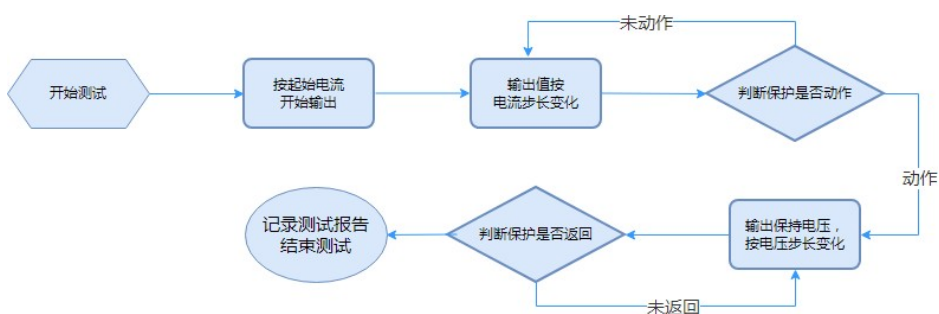 未动作
开始测试
按起始电流
开始输出
输出值按
电流步长变化
判断保护是否动作
动作
输出保持电压，
按电压步长变化
判断保护是否返回
未返回
记录测试报告
结束测试